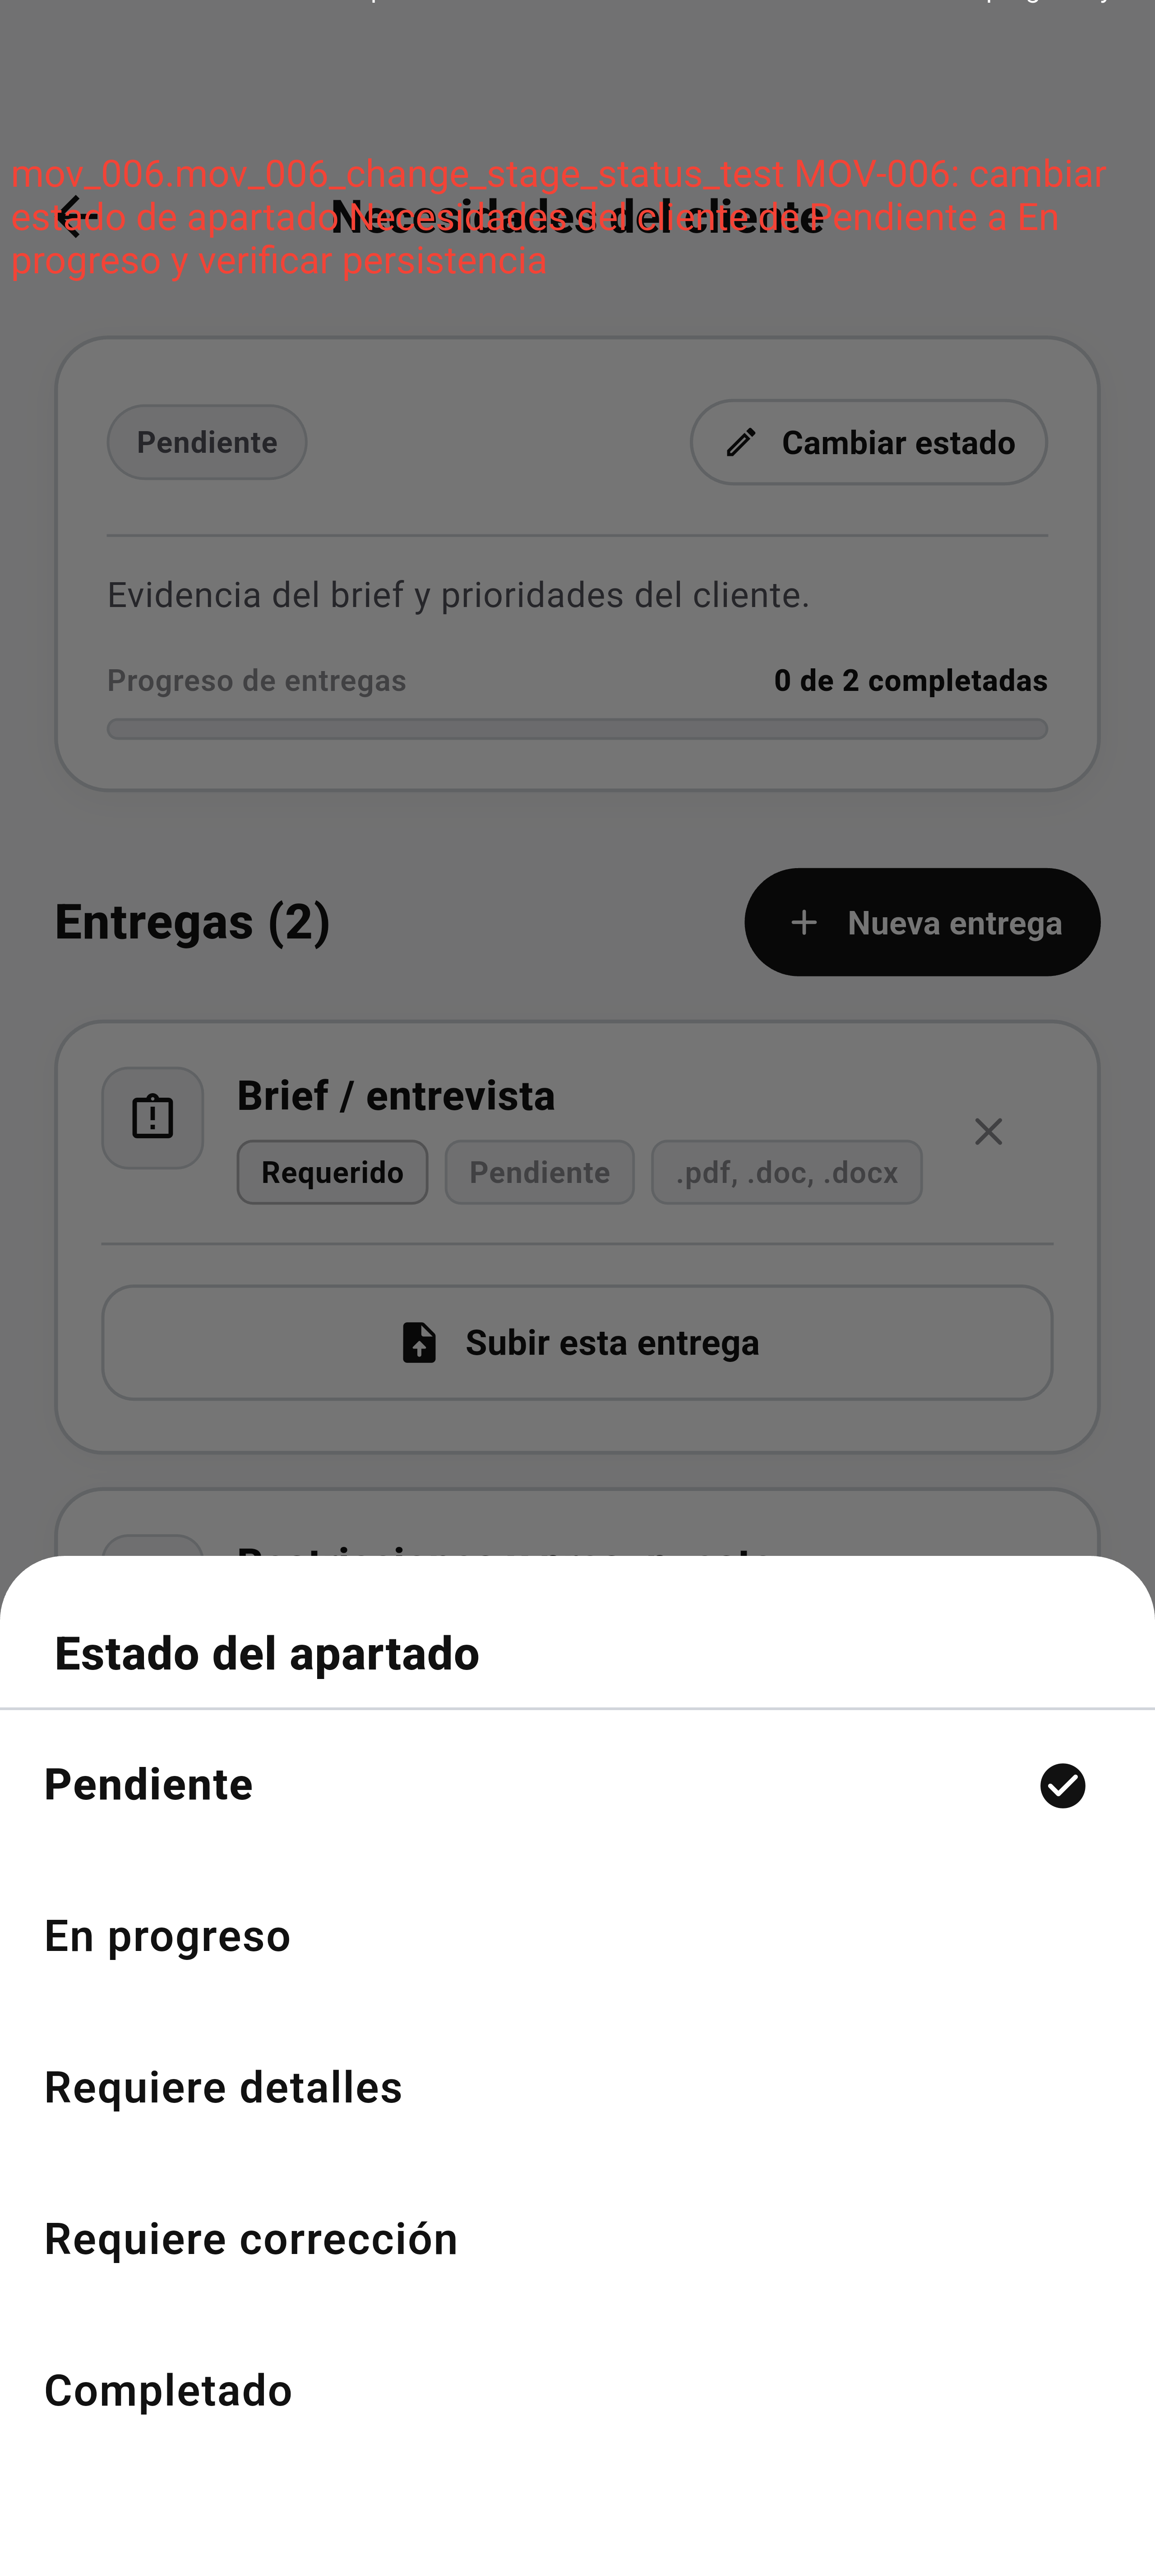 mov_006.mov_006_change_stage_status_test MOV-006: cambiar
estado de apartado Necesidades del cliente de Pendiente a En
progreso y verificar persistencia
Necesidades del cliente
Pendiente
Cambiar estado
Evidencia del brief y prioridades del cliente.
Progreso de entregas
0 de 2 completadas
Entregas (2)
Nueva entrega
Brief / entrevista
Requerido
Pendiente
.pdf, .doc, .docx
Subir esta entrega
Estado del apartado
Pendiente
En progreso
Requiere detalles
Requiere corrección
Completado